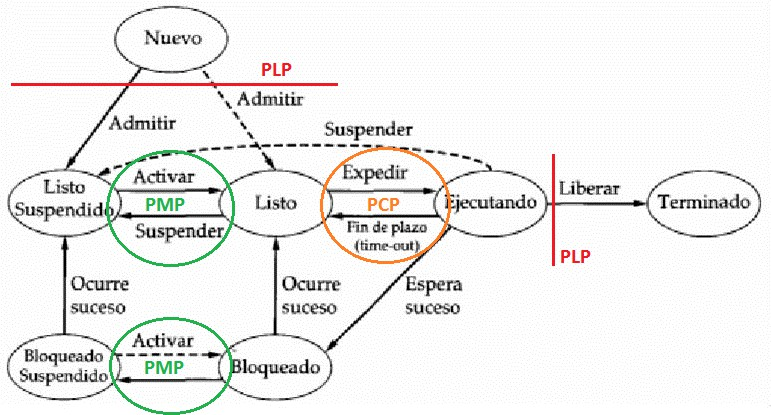 Nuevo
PLP
Admitir
Admitir
Suspender
Listo
Suspendido
Activar
PMP
Suspender
Listo
Expedir
PCP
Fin de plazo
(time-out)
Ejecutando
Liberar
Terminado
PLP
Ocurre
suceso
Ocurre
suceso
Espera
suceso
Bloqueado
Suspendido
Activar
PMP
Bloqueado